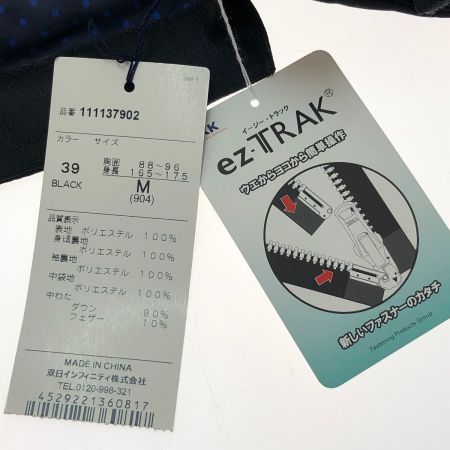 SIM-1
品番 111137902
カラー サイズ
39
BLACK
胸囲 88～96
身長 165～175
M
(904)
品質表示
表地 ポリエステル 100%
身頃裏地
ポリエステル 100%
袖裏地
ポリエステル 100%
中袋地
ポリエステル 100%
中わた
ダウン 90%
フェザー 10%
MADE IN CHINA
双日インフィニティ株式会社
TEL.0120-998-321
4529221360817
AK
イージー・トラック
ez-TRAK®
ウエからヨコから簡単操作
新しいファスナーのカタチ
Fastening Products Group